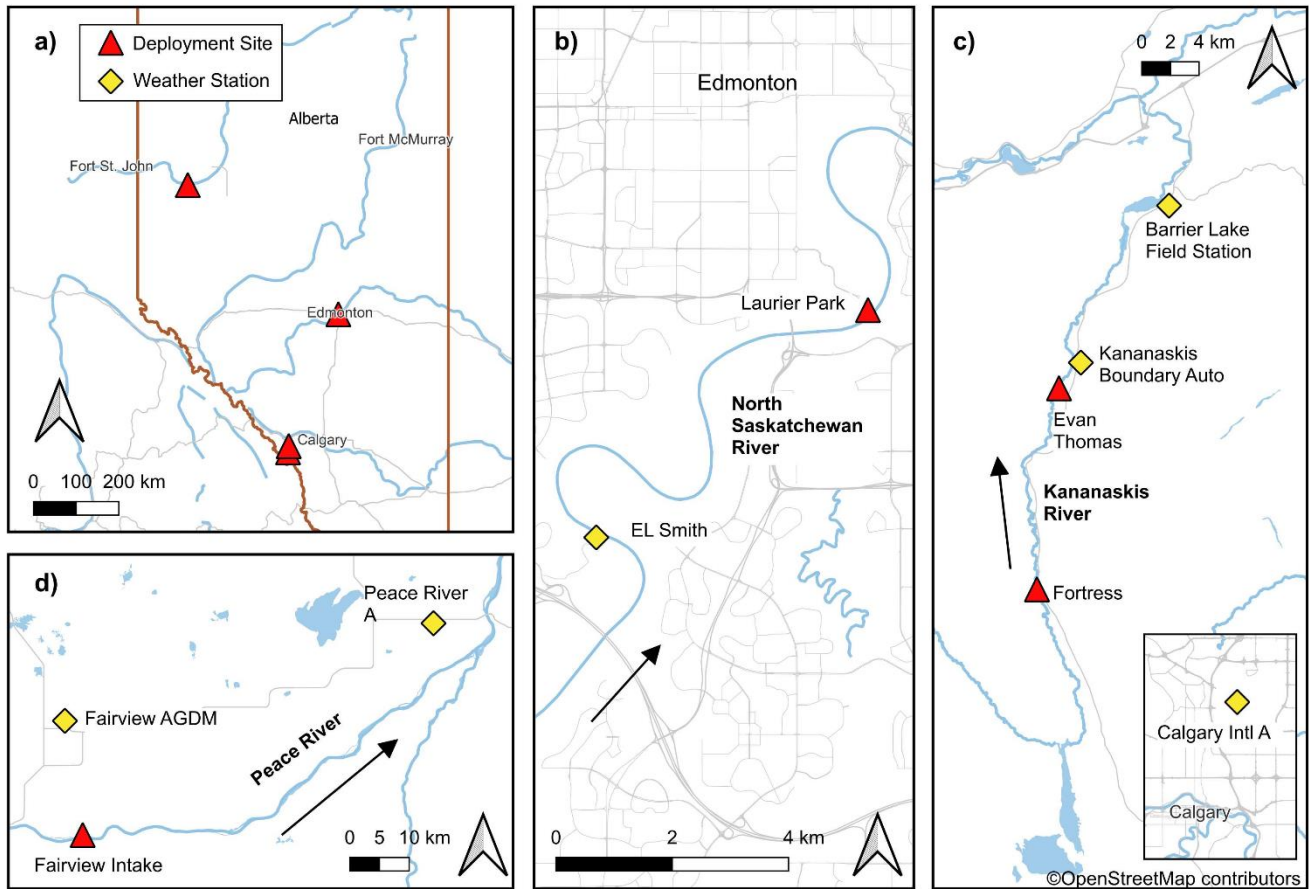 a)
Deployment Site
Weather Station
Alberta
Fort McMurray
Fort St. John
Edmonton
Calgary
0 100 200 km
b)
Edmonton
Laurier Park
North
Saskatchewan
River
EL Smith
0 2 4 km
c)
0 2 4 km
Barrier Lake
Field Station
Kananaskis
Boundary Auto
Evan
Thomas
Kananaskis
River
Fortress
Calgary Intl A
Calgary
©OpenStreetMap contributors
d)
Peace River
A
Fairview AGDM
Peace River
Fairview Intake
0 5 10 km